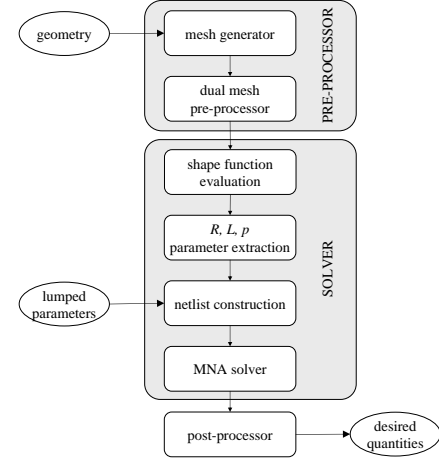 geometry
mesh generator
dual mesh
pre-processor
PRE-PROCESSOR
shape function
evaluation
R, L, p
parameter extraction
SOLVER
lumped
parameters
netlist construction
MNA solver
post-processor
desired
quantities